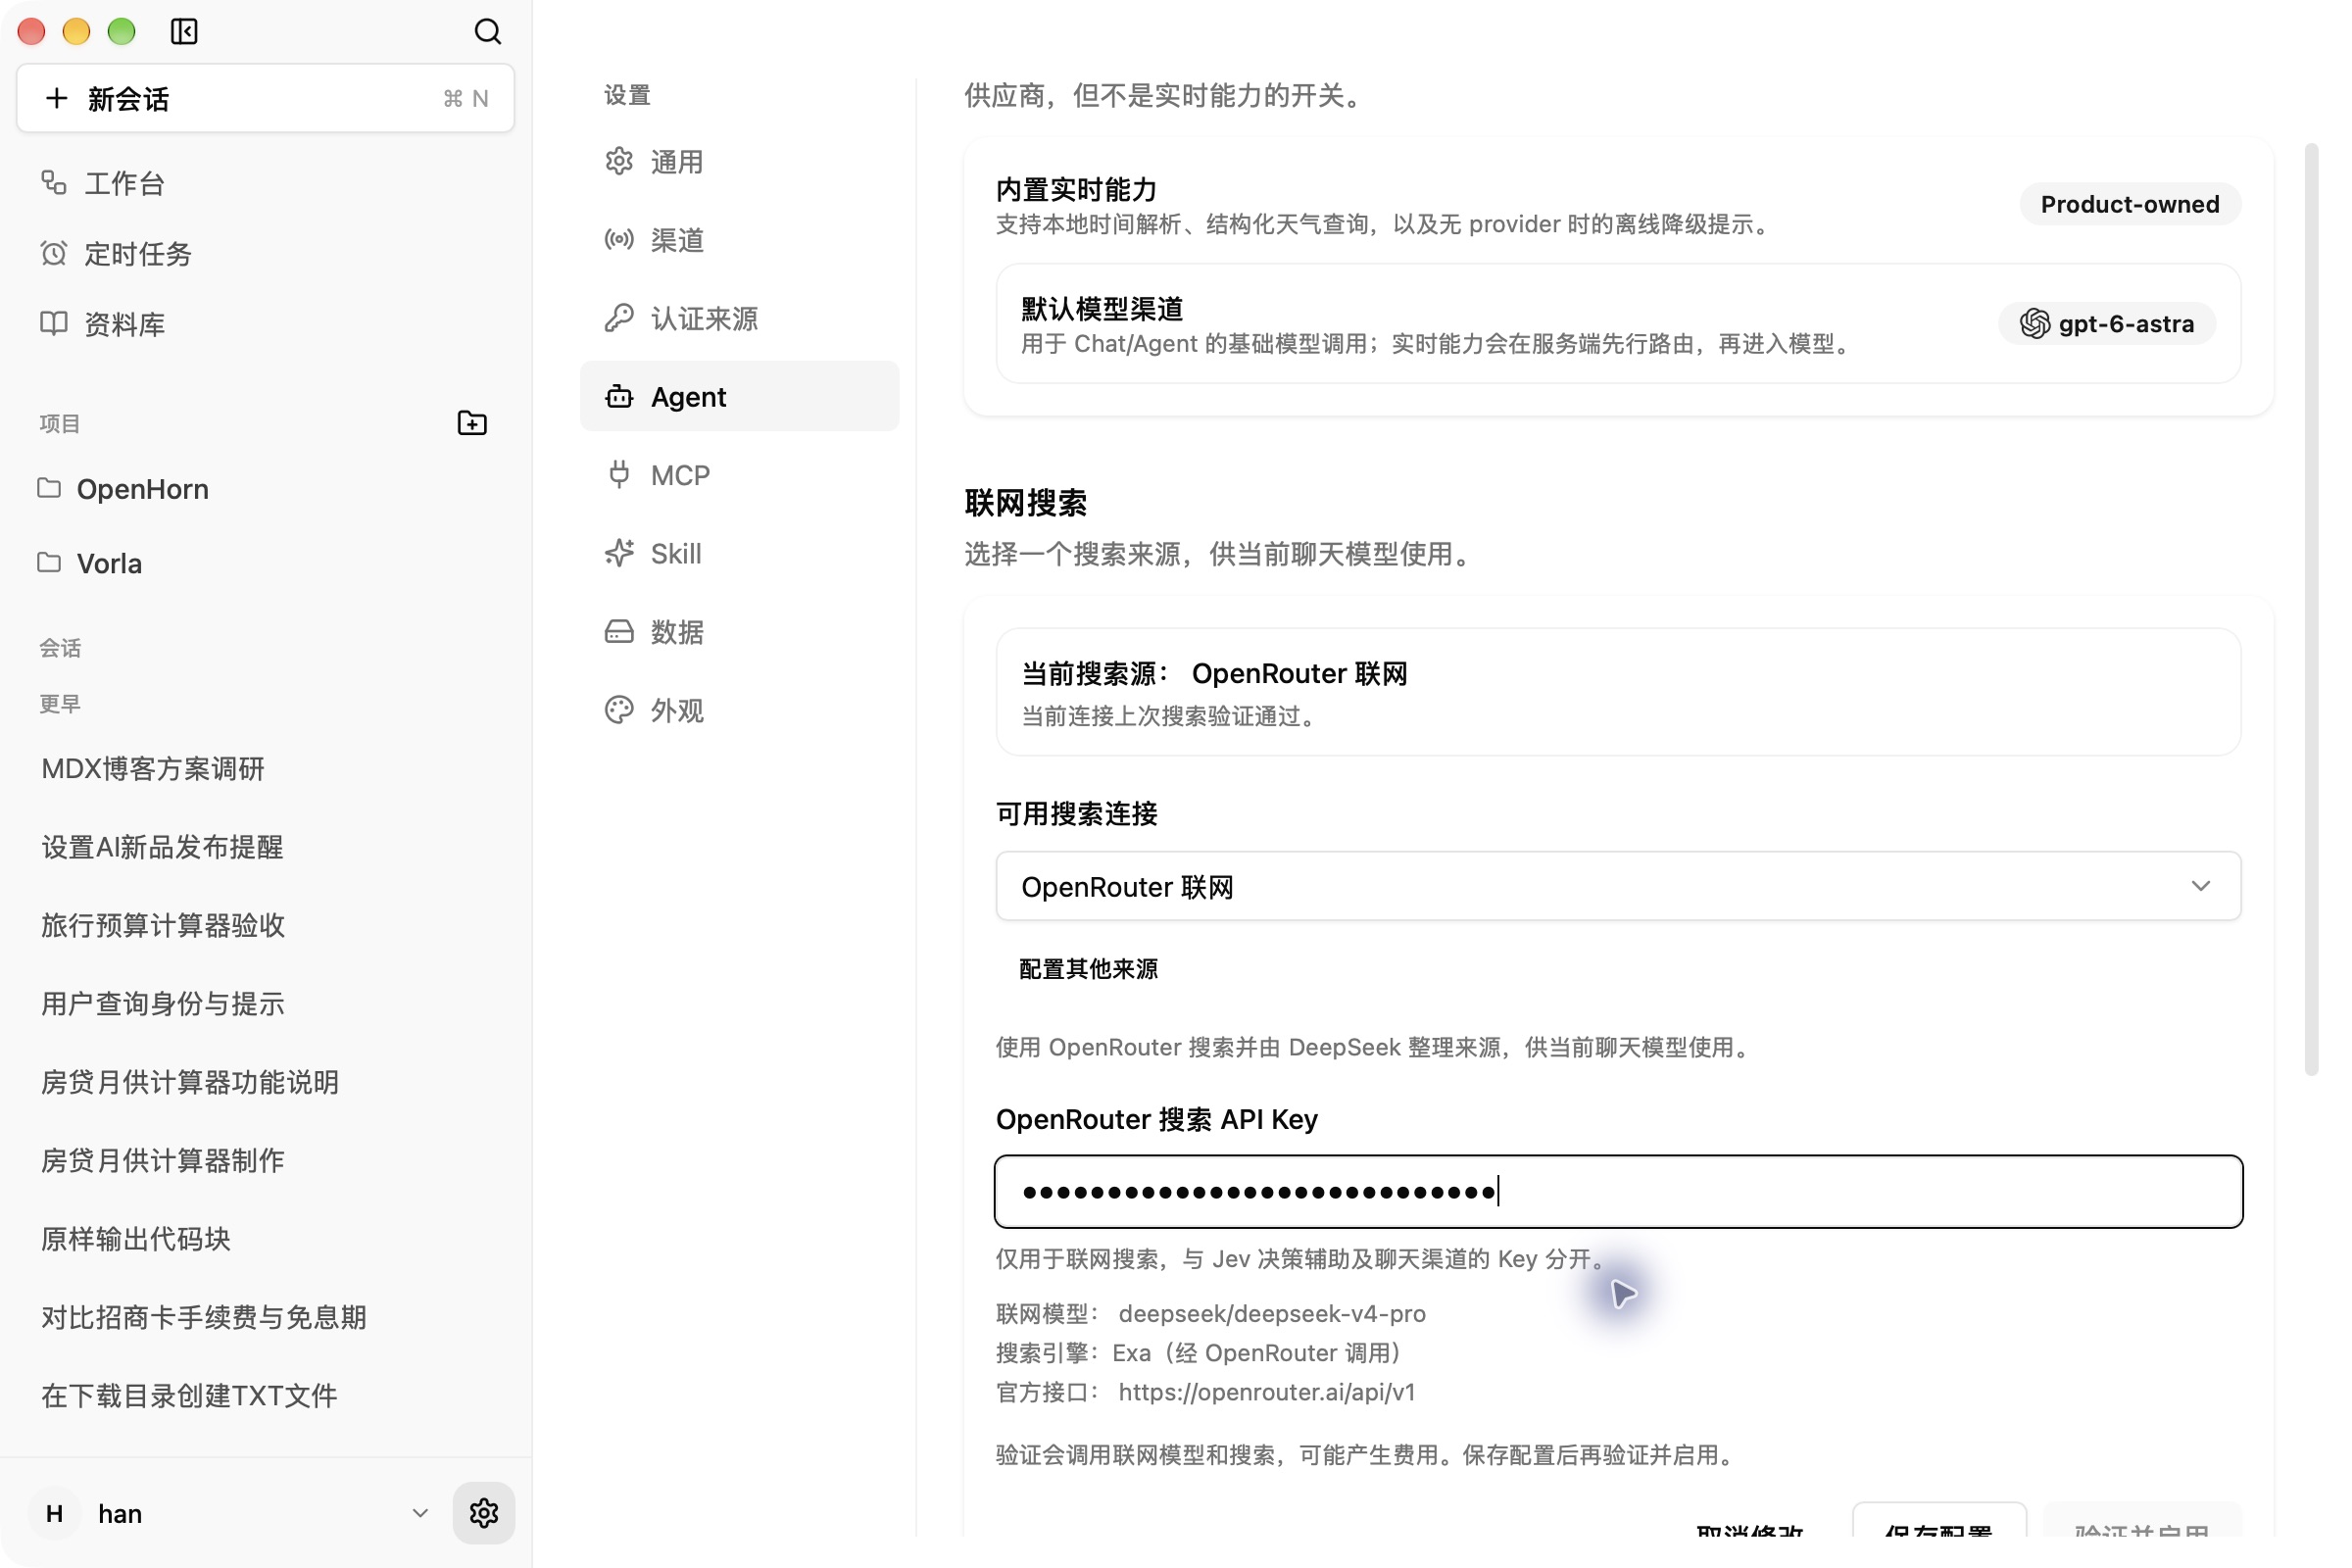 新会话
⌘ N
工作台
定时任务
资料库
项目
OpenHorn
Vorla
会话
更早
MDX博客方案调研
设置AI新品发布提醒
旅行预算计算器验收
用户查询身份与提示
房贷月供计算器功能说明
房贷月供计算器制作
原样输出代码块
对比招商卡手续费与免息期
在下载目录创建TXT文件
H han
设置
通用
渠道
认证来源
Agent
MCP
Skill
数据
外观
供应商，但不是实时能力的开关。
内置实时能力
支持本地时间解析、结构化天气查询，以及无 provider 时的离线降级提示。
Product-owned
默认模型渠道
用于 Chat/Agent 的基础模型调用；实时能力会在服务端先行路由，再进入模型。
gpt-6-astra
联网搜索
选择一个搜索来源，供当前聊天模型使用。
当前搜索源： OpenRouter 联网
当前连接上次搜索验证通过。
可用搜索连接
OpenRouter 联网
配置其他来源
使用 OpenRouter 搜索并由 DeepSeek 整理来源，供当前聊天模型使用。
OpenRouter 搜索 API Key
仅用于联网搜索，与 Jev 决策辅助及聊天渠道的 Key 分开。
联网模型： deepseek/deepseek-v4-pro
搜索引擎：Exa（经 OpenRouter 调用）
官方接口： https://openrouter.ai/api/v1
验证会调用联网模型和搜索，可能产生费用。保存配置后再验证并启用。
取消修改
保存配置
验证并启用